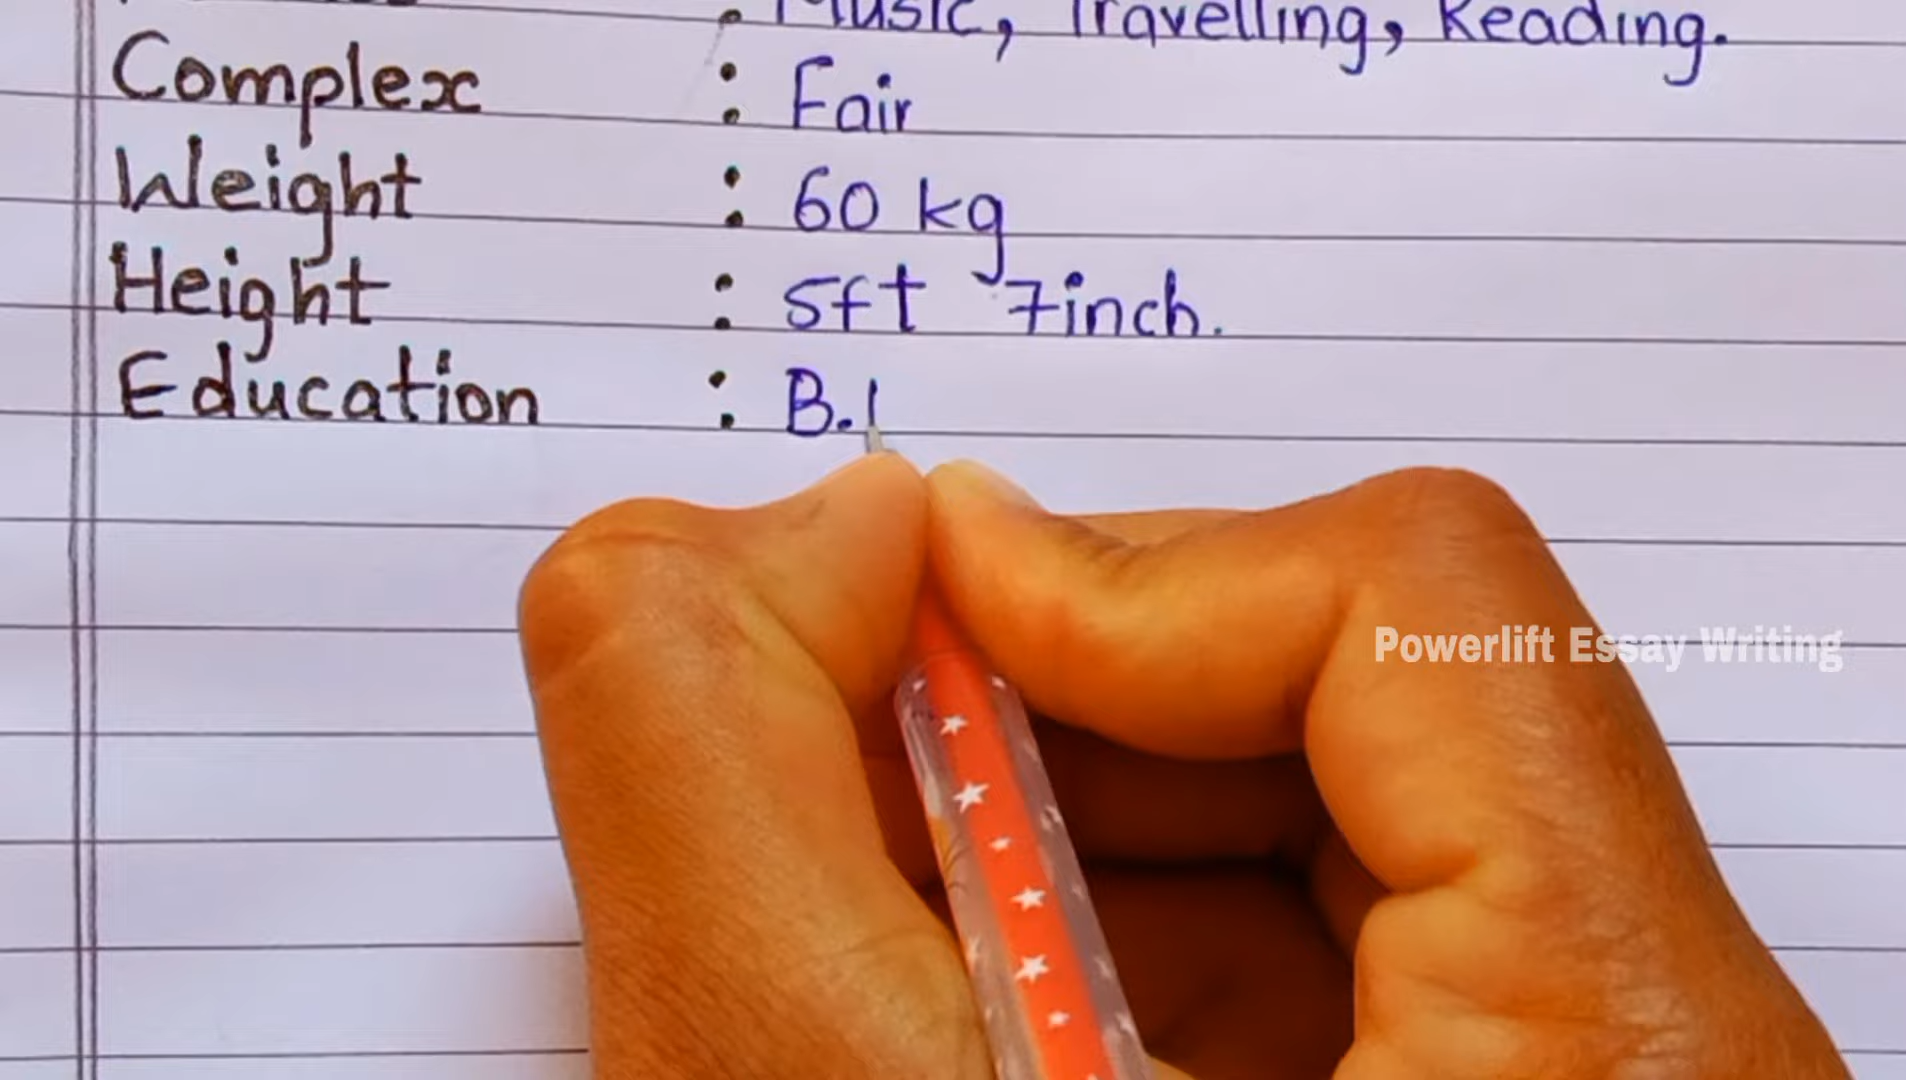 : Music, Travelling, Reading.
Complex : Fair
Weight : 60 kg
Height : 5ft 7inch.
Education : B.
Powerlift Essay Writing